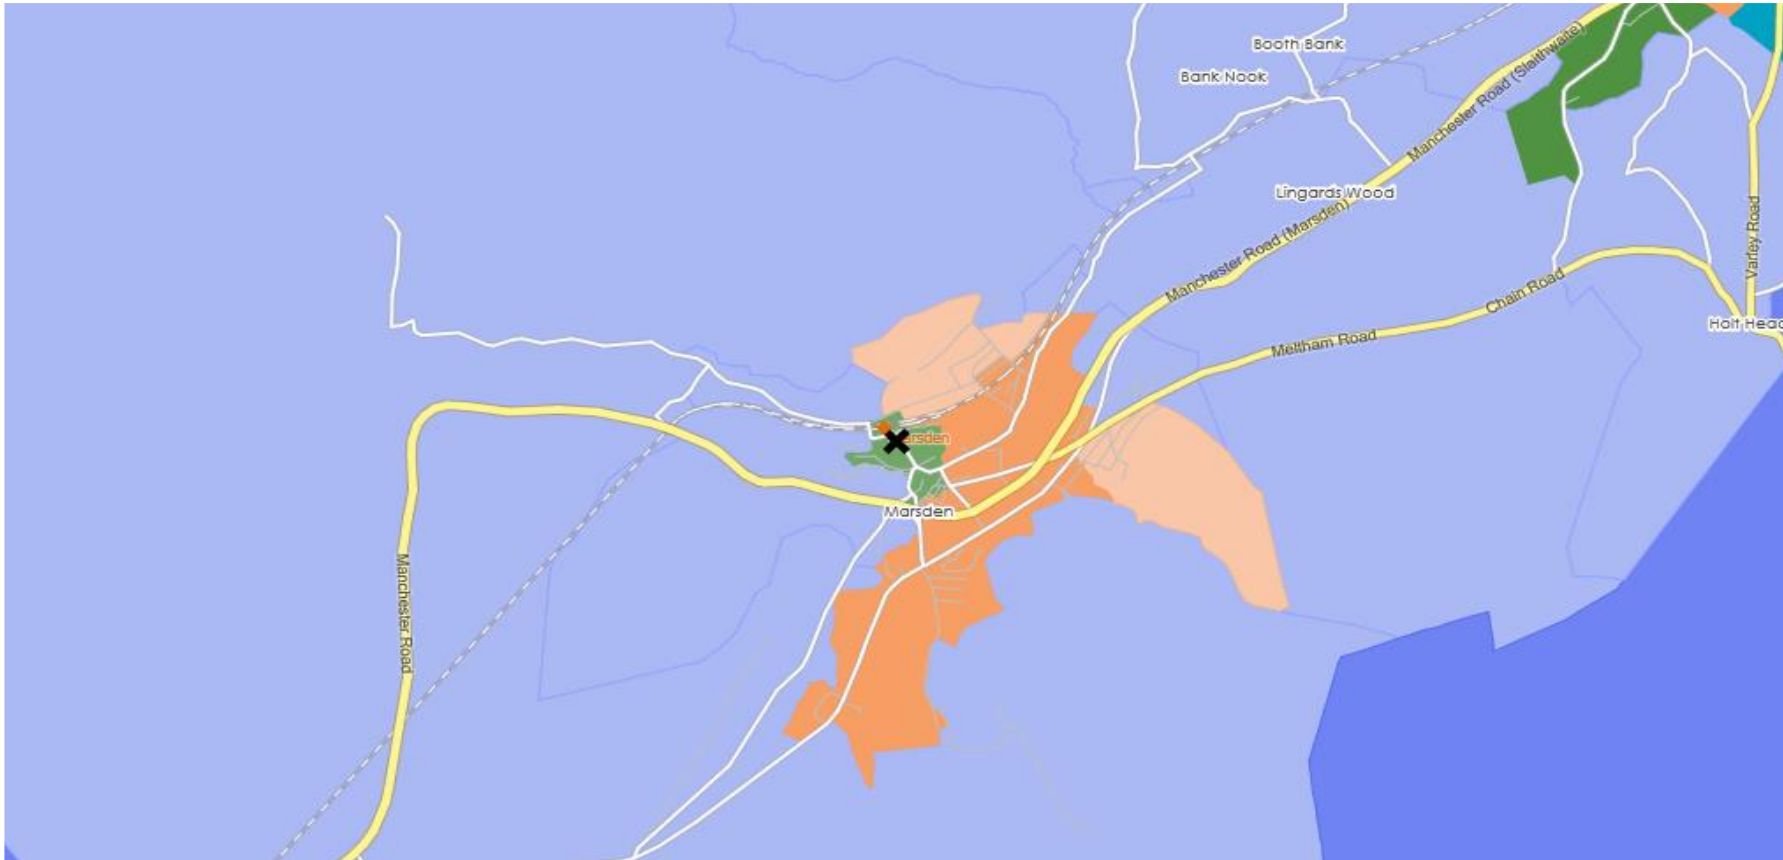 Booth Bank
Bank Nook
Manchester Road (Slaithwaite)
Lingards Wood
Varley Road
Manchester Road (Marsden)
Chain Road
Holt Head
Meltham Road
Marsden
Marsden
Manchester Road